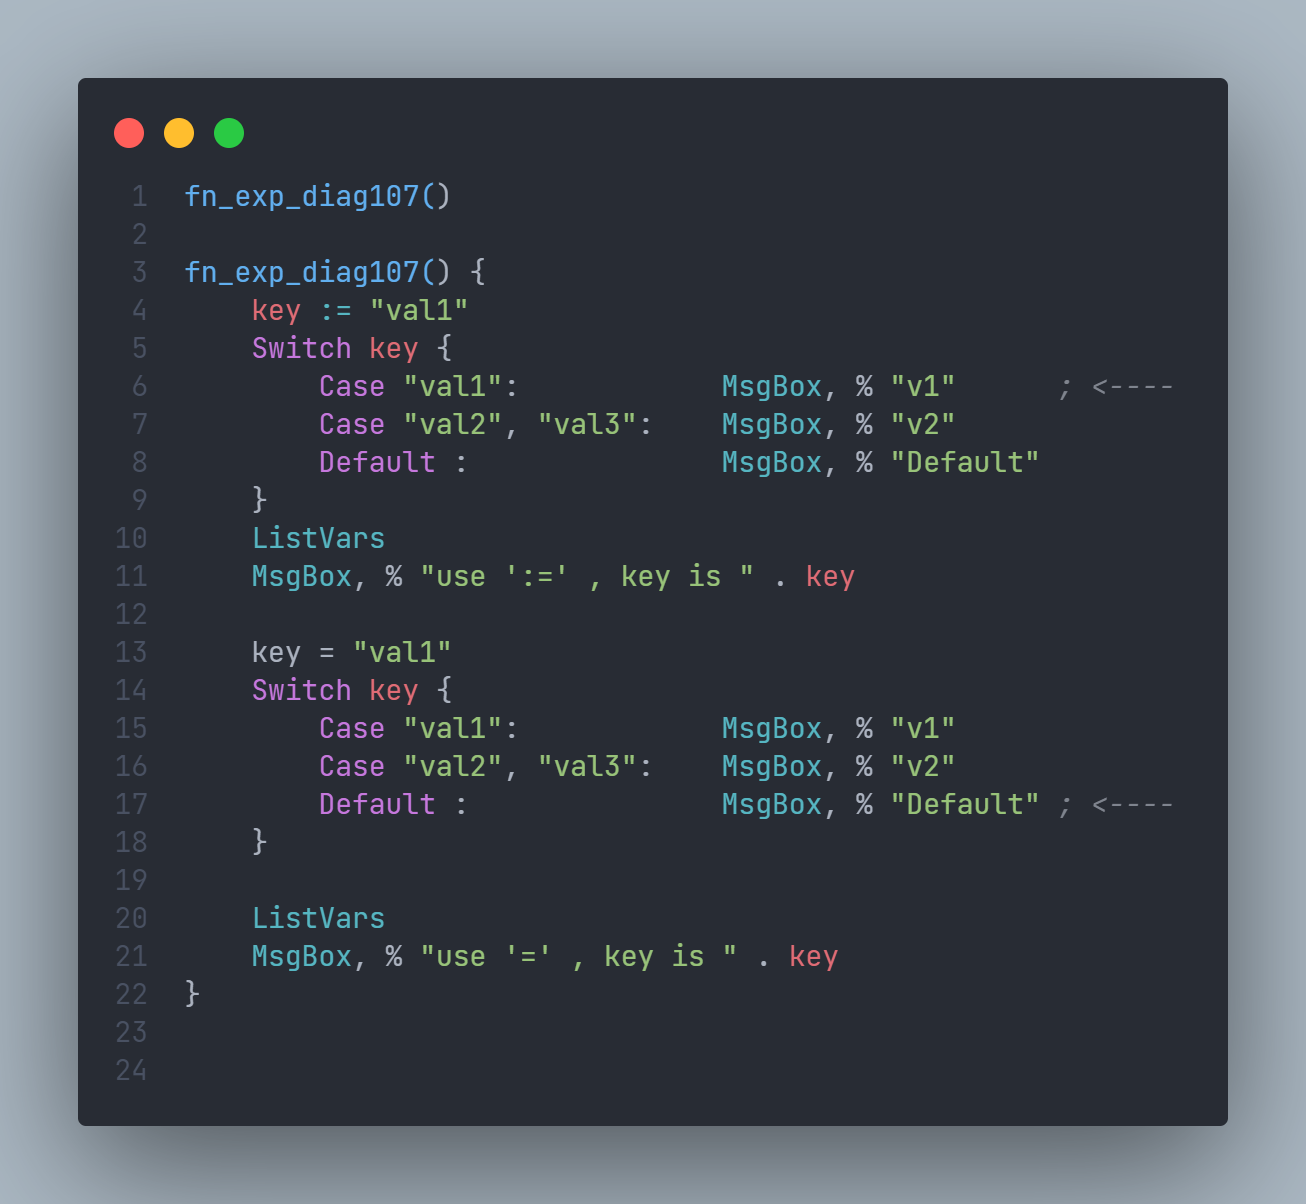 1 fn_exp_diag107()
2
3 fn_exp_diag107() {
4     key := "val1"
5     Switch key {
6         Case "val1":            MsgBox, % "v1"      ; <----
7         Case "val2", "val3":    MsgBox, % "v2"
8         Default :               MsgBox, % "Default"
9     }
10     ListVars
11     MsgBox, % "use ':=' , key is " . key
12
13     key = "val1"
14     Switch key {
15         Case "val1":            MsgBox, % "v1"
16         Case "val2", "val3":    MsgBox, % "v2"
17         Default :               MsgBox, % "Default" ; <----
18     }
19
20     ListVars
21     MsgBox, % "use '=' , key is " . key
22 }
23
24